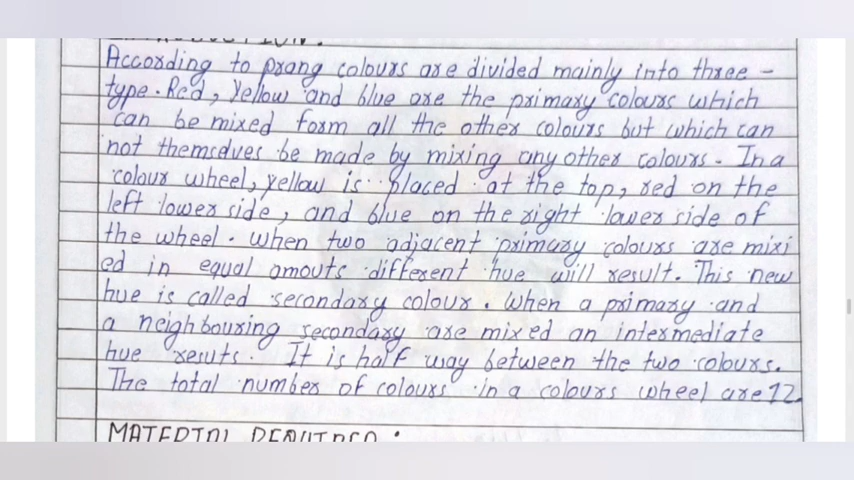 INTRODUCTION:
According to prang colours are divided mainly into three -
type. Red, Yellow and blue are the primary colours which
can be mixed form all the other colours but which can
not themselves be made by mixing any other colours. In a
colour wheel, yellow is placed at the top, red on the
left lower side, and blue on the right lower side of
the wheel. When two adjacent primary colours are mixi
ed in equal amouts different hue will result. This new
hue is called secondary colour. When a primary and
a neighbouring secondary are mixed an intermediate
hue resuts. It is half way between the two colours.
The total number of colours in a colours wheel are 12.
MATERIAL REQUIRED: